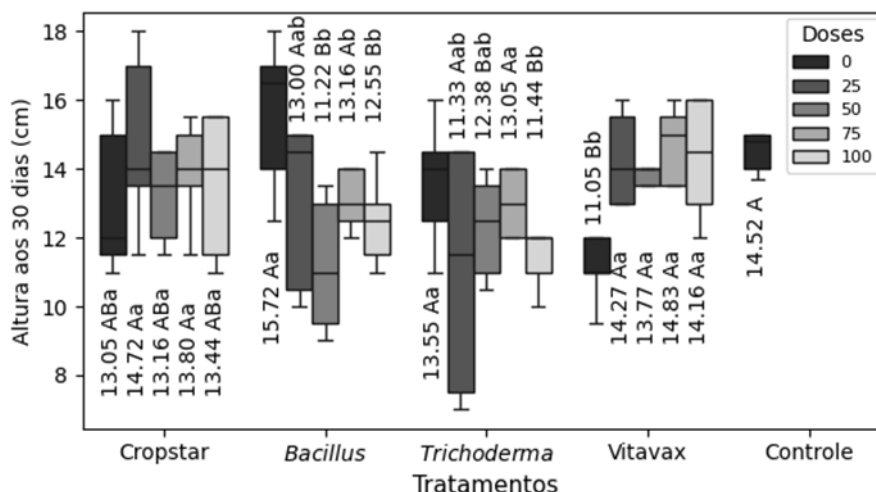 18
16
14
12
10
8
Altura aos 30 dias (cm)
13.05 ABa
14.72 Aa
13.16 ABa
13.80 Aa
13.44 ABa
15.72 Aa
13.00 Aab
11.22 Bb
13.16 Ab
12.55 Bb
13.55 Aa
11.33 Aab
12.38 Bab
13.05 Aa
11.44 Bb
11.05 Bb
14.27 Aa
13.77 Aa
14.83 Aa
14.16 Aa
14.52 A
Doses
0
25
50
75
100
Cropstar Bacillus Trichoderma Vitavax Controle
Tratamentos